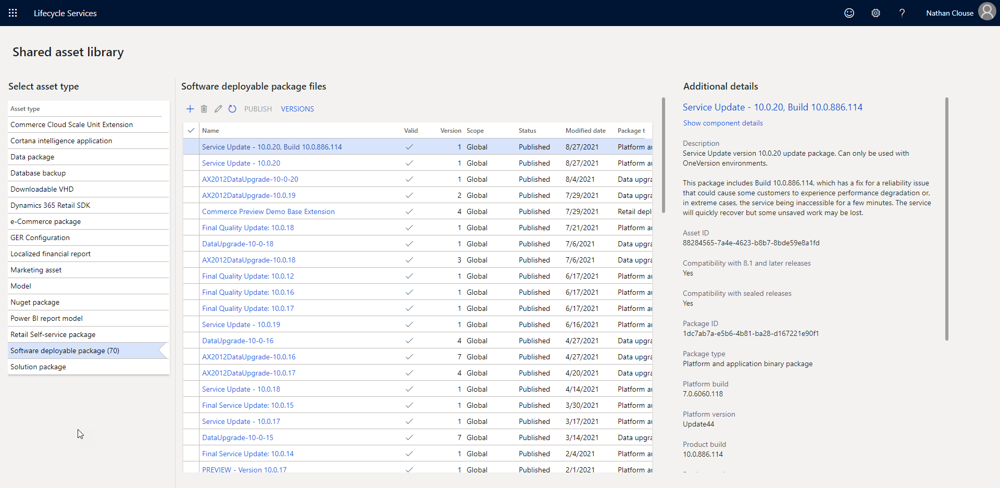 Lifecycle Services
Nathan Clouse
Shared asset library
Select asset type
Asset type
Commerce Cloud Scale Unit Extension
Cortana intelligence application
Data package
Database backup
Downloadable VHD
Dynamics 365 Retail SDK
e-Commerce package
GER Configuration
Localized financial report
Marketing asset
Model
Nuget package
Power BI report model
Retail Self-service package
Software deployable package (70)
Solution package
Software deployable package files
PUBLISH VERSIONS
Name Valid Version Scope Status Modified date Package t
Service Update - 10.0.20, Build 10.0.886.114 1 Global Published 8/27/2021 Platform ar
Service Update - 10.0.20 1 Global Published 8/27/2021 Platform ar
AX2012DataUpgrade-10-0-20 1 Global Published 8/4/2021 Data upgra
AX2012DataUpgrade-10.0.19 2 Global Published 7/29/2021 Data upgra
Commerce Preview Demo Base Extension 4 Global Published 7/29/2021 Retail depl
Final Quality Update: 10.0.18 1 Global Published 7/21/2021 Platform ar
DataUpgrade-10-0-18 1 Global Published 7/6/2021 Data upgra
AX2012DataUpgrade-10.0.18 3 Global Published 7/6/2021 Data upgra
Final Quality Update: 10.0.12 1 Global Published 6/17/2021 Platform ar
Final Quality Update: 10.0.16 1 Global Published 6/17/2021 Platform ar
Final Quality Update: 10.0.17 1 Global Published 6/17/2021 Platform ar
Service Update - 10.0.19 1 Global Published 6/16/2021 Platform ar
DataUpgrade-10-0-16 4 Global Published 4/27/2021 Data upgra
AX2012DataUpgrade-10.0.16 7 Global Published 4/27/2021 Data upgra
AX2012DataUpgrade-10.0.17 4 Global Published 4/20/2021 Data upgra
Service Update - 10.0.18 1 Global Published 4/14/2021 Platform ar
Final Service Update: 10.0.15 1 Global Published 3/30/2021 Platform ar
Service Update - 10.0.17 1 Global Published 3/17/2021 Platform ar
DataUpgrade-10-0-15 7 Global Published 3/14/2021 Data upgra
Final Service Update: 10.0.14 1 Global Published 2/4/2021 Platform ar
PREVIEW - Version 10.0.17 1 Global Published 2/1/2021 Platform ar
Additional details
Service Update - 10.0.20, Build 10.0.886.114
Show component details
Description
Service Update version 10.0.20 update package. Can only be used with
OneVersion environments.
This package includes Build 10.0.886.114, which has a fix for a reliability issue
that could cause some customers to experience performance degradation or,
in extreme cases, the service being inaccessible for a few minutes. The service
will quickly recover but some unsaved work may be lost.
Asset ID
88284565-7a4e-4623-b8b7-8bde59e8a1fd
Compatibility with 8.1 and later releases
Yes
Compatibility with sealed releases
Yes
Package ID
1dc7ab7a-e5b6-4b81-ba28-d167221e90f1
Package type
Platform and application binary package
Platform build
7.0.6060.118
Platform version
Update44
Product build
10.0.886.114